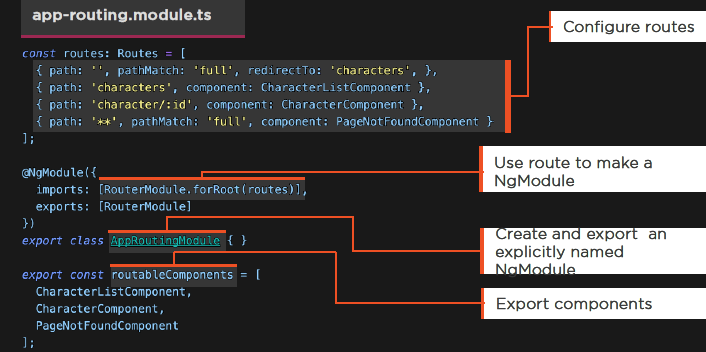 app-routing.module.ts
Configure routes
const routes: Routes = [
{ path: '', pathMatch: 'full', redirectTo: 'characters', },
{ path: 'characters', component: CharacterListComponent },
{ path: 'character/:id', component: CharacterComponent },
{ path: '**', pathMatch: 'full', component: PageNotFoundComponent }
];
@NgModule({
imports: [RouterModule.forRoot(routes)],
exports: [RouterModule]
})
export class AppRoutingModule { }
export const routableComponents = [
CharacterListComponent,
CharacterComponent,
PageNotFoundComponent
];
Use route to make a
NgModule
Create and export an
explicitly named
NgModule
Export components